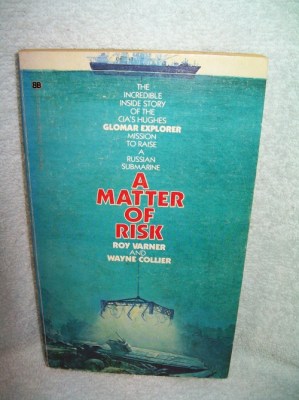 BB
THE
INCREDIBLE
INSIDE STORY
OF THE
CIA'S HUGHES
GLOMAR EXPLORER
MISSION
TO RAISE
A
RUSSIAN
SUBMARINE
A
MATTER
OF
RISK
ROY VARNER
AND
WAYNE COLLIER